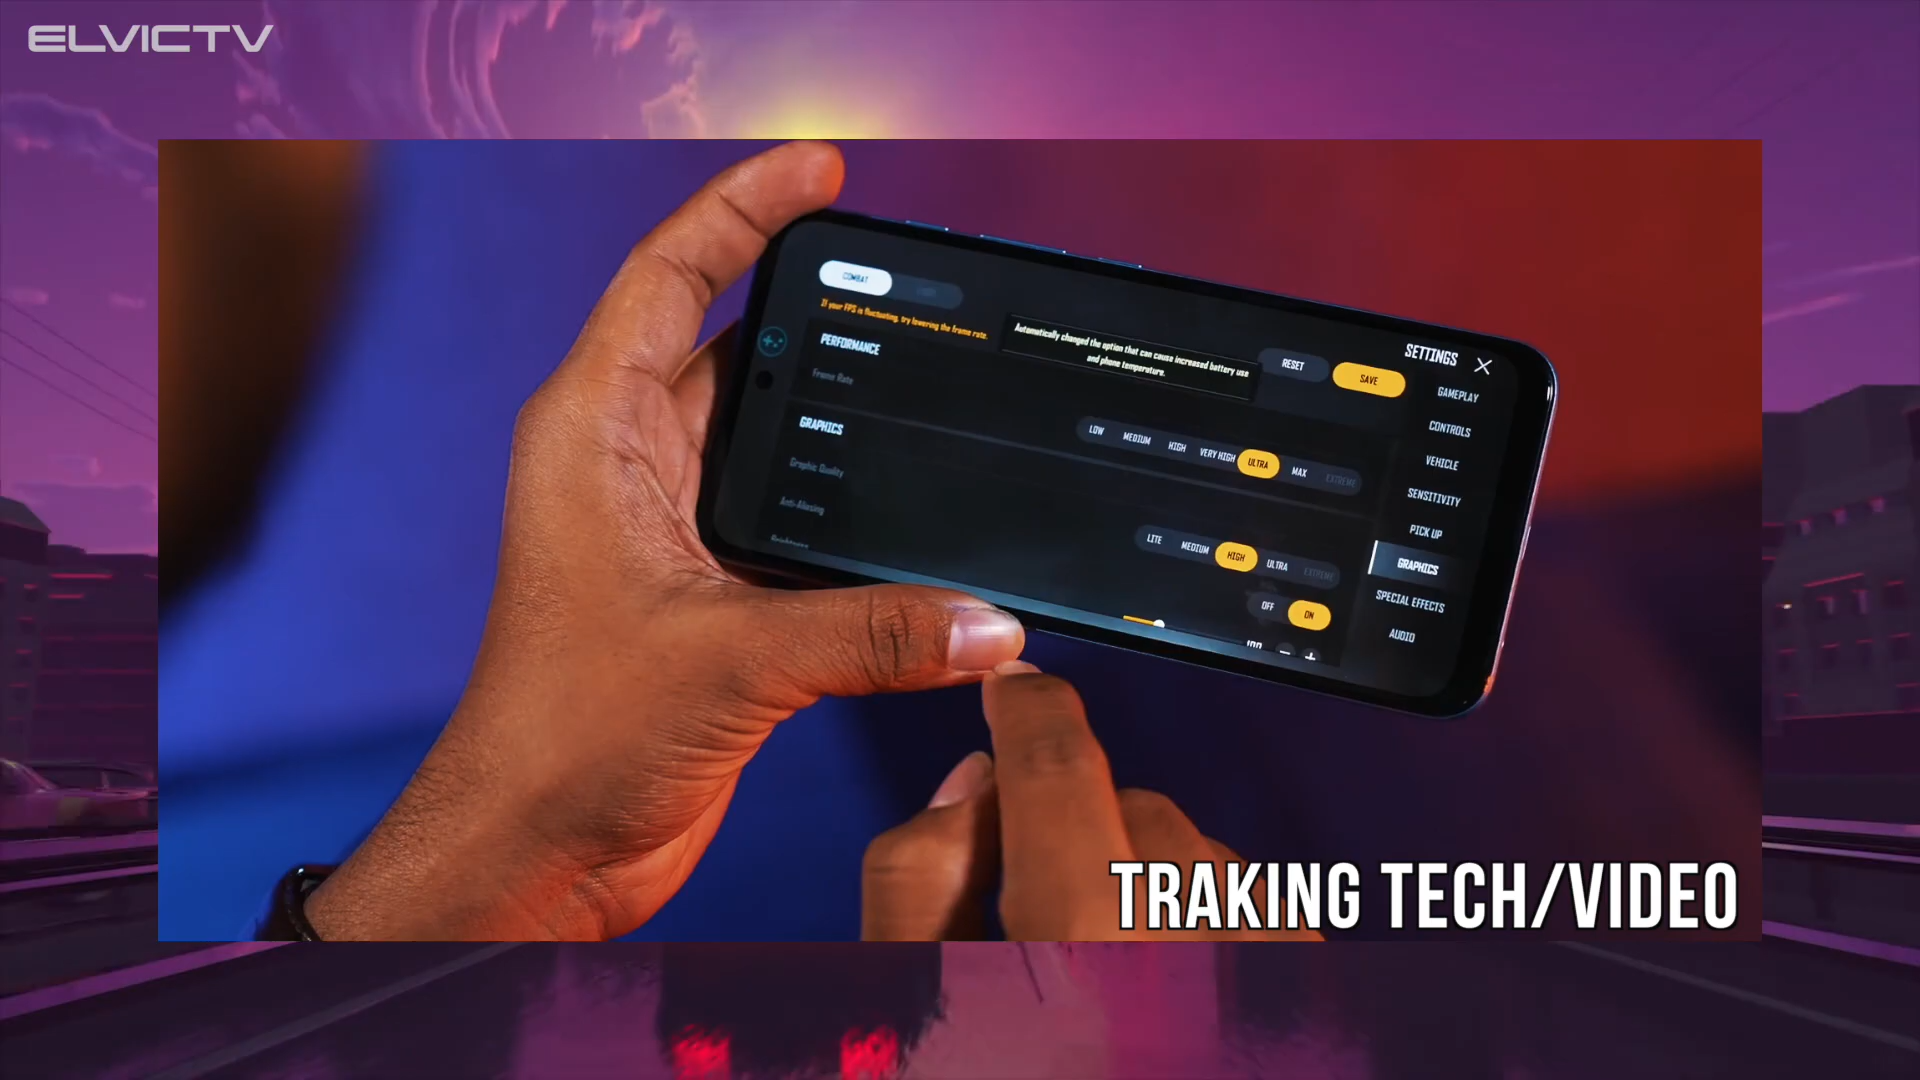 ELVICTV
COMBAT
If your FPS is fluctuating, try lowering the frame rate.
Automatically changed the option that can cause increased battery use
and phone temperature.
RESET
SAVE
SETTINGS
PERFORMANCE
Frame Rate
LOW MEDIUM HIGH VERY HIGH ULTRA MAX EXTREME
GRAPHICS
Graphic Quality
LITE MEDIUM HIGH ULTRA EXTREME
Anti-Aliasing
OFF ON
Brightness
100
GAMEPLAY
CONTROLS
VEHICLE
SENSITIVITY
PICK UP
GRAPHICS
SPECIAL EFFECTS
AUDIO
TRAKING TECH/VIDEO